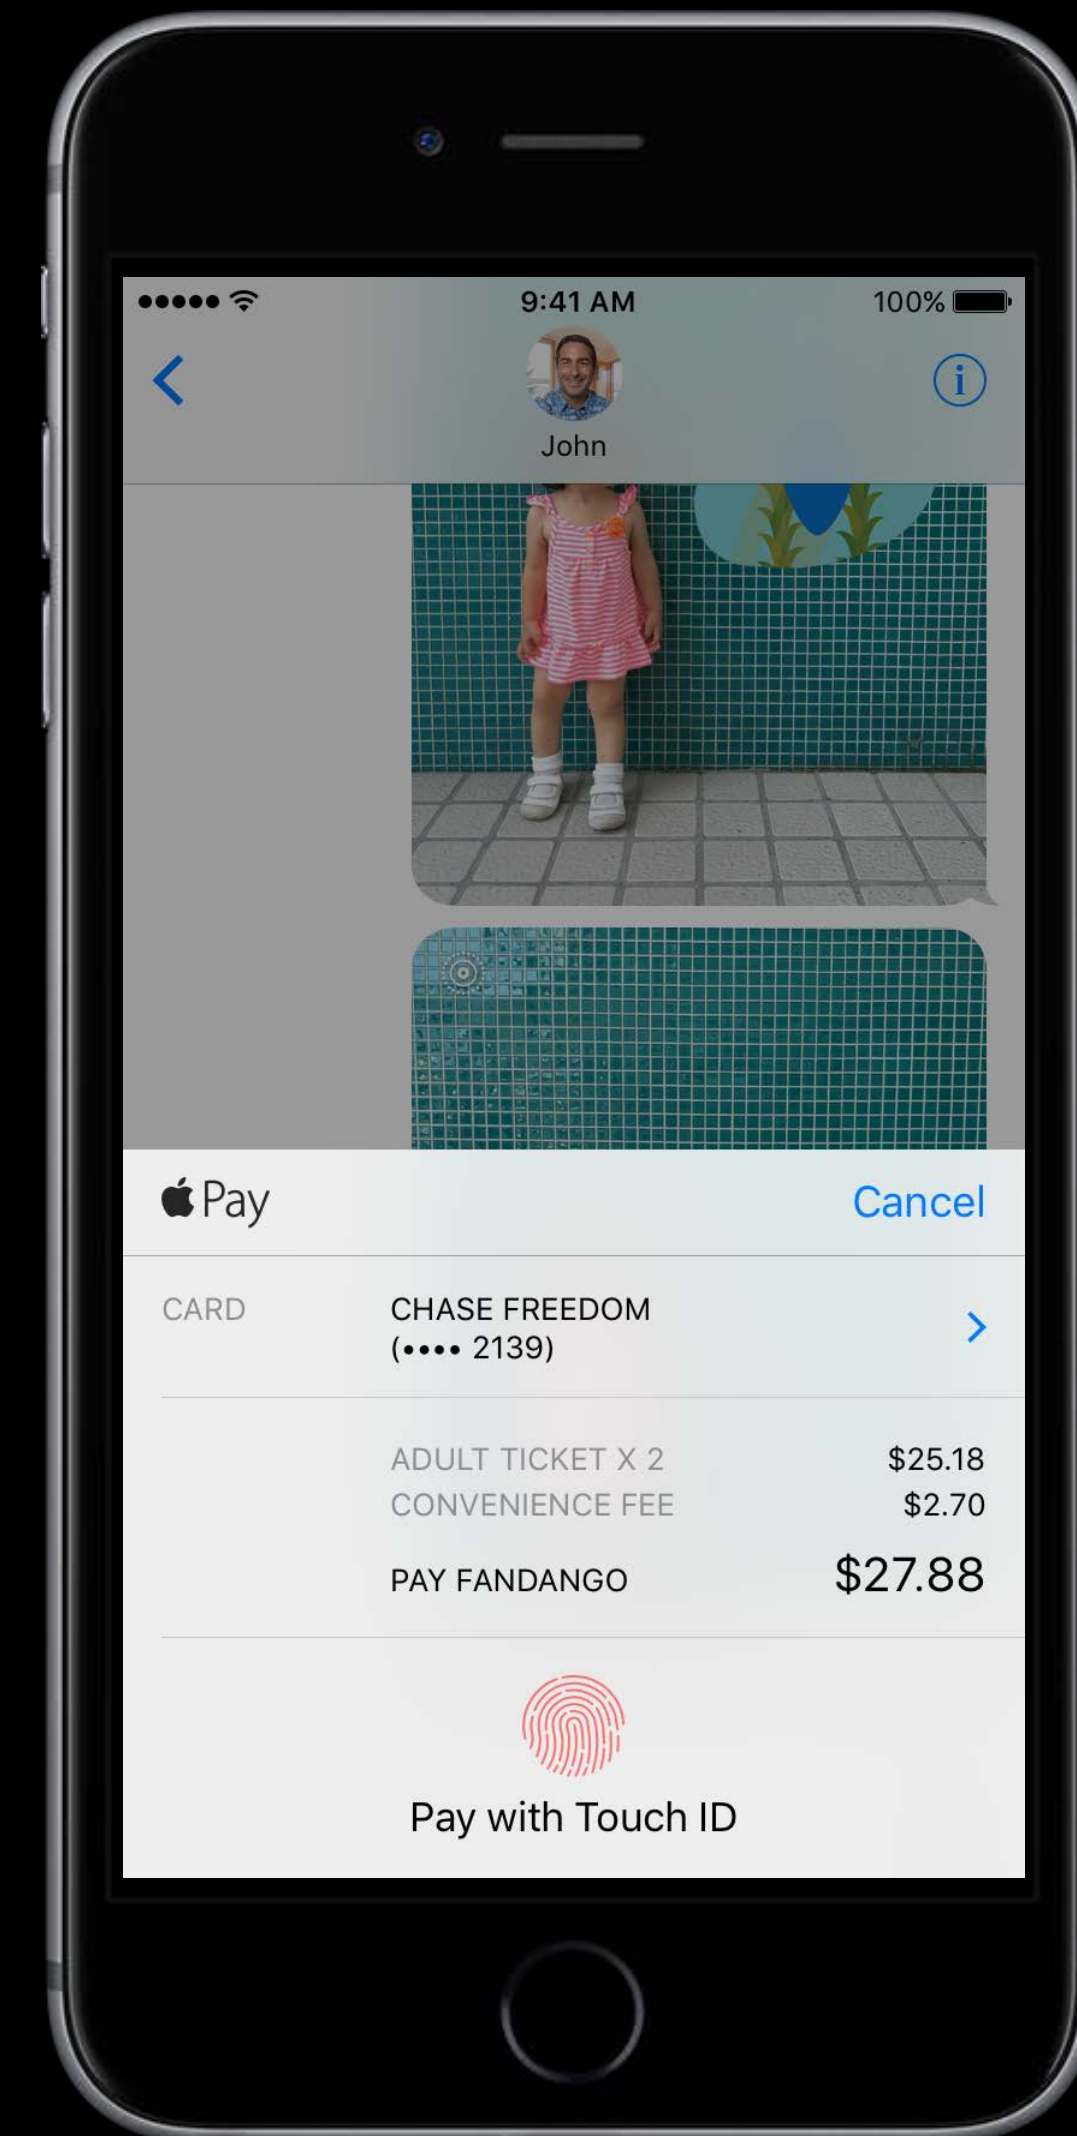 9:41 AM
100%
John
Pay
Cancel
CARD
CHASE FREEDOM
(•••• 2139)
ADULT TICKET X 2
$25.18
CONVENIENCE FEE
$2.70
PAY FANDANGO
$27.88
Pay with Touch ID